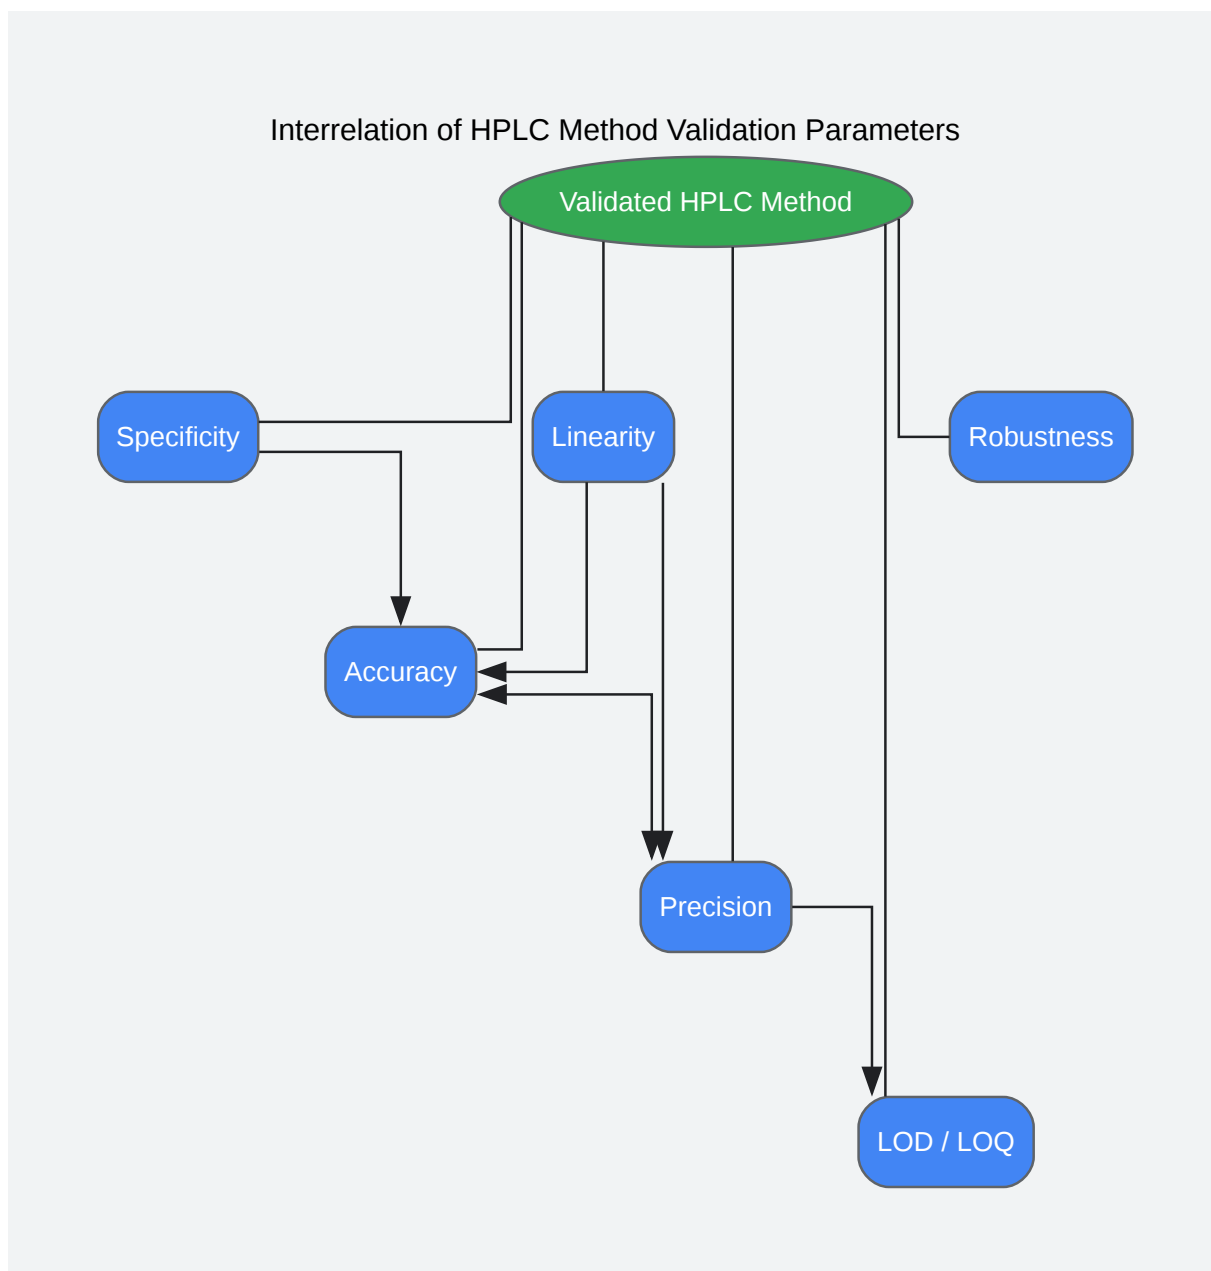 Interrelation of HPLC Method Validation Parameters
Validated HPLC Method
Specificity
Linearity
Robustness
Accuracy
Precision
LOD / LOQ